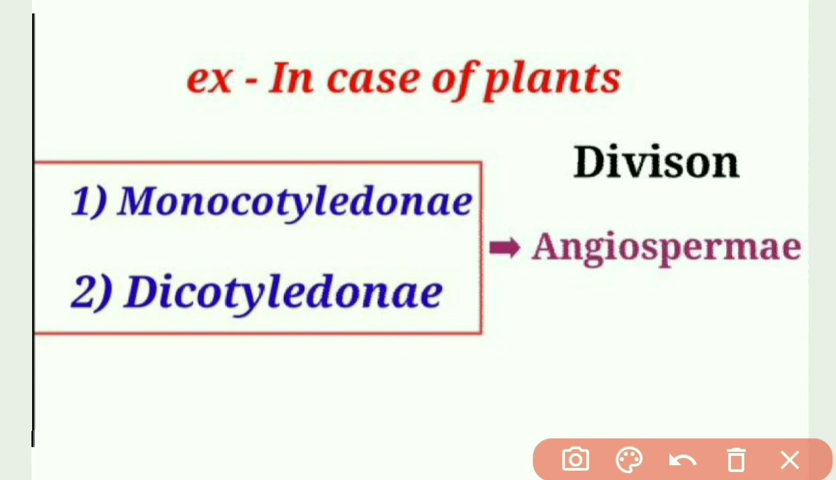 ex - In case of plants
Divison
1) Monocotyledonae
➡ Angiospermae
2) Dicotyledonae